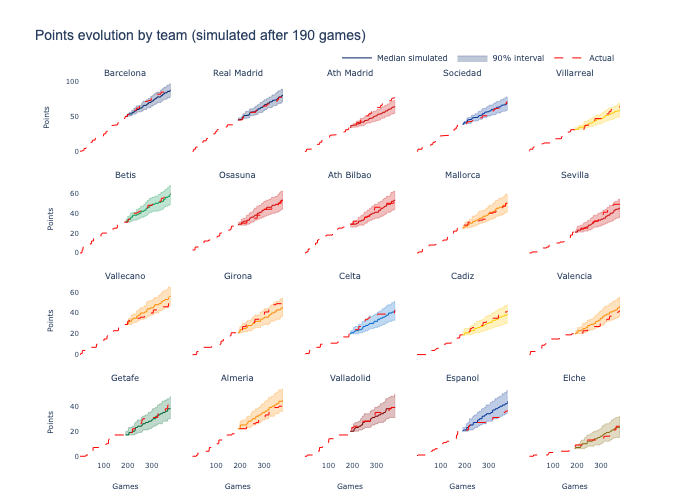 Points evolution by team (simulated after 190 games)
Median simulated 90% interval Actual
Barcelona Real Madrid Ath Madrid Sociedad Villarreal
100
50
0
Points
Betis Osasuna Ath Bilbao Mallorca Sevilla
60
40
20
0
Points
Vallecano Girona Celta Cadiz Valencia
60
40
20
0
Points
Getafe Almeria Valladolid Espanol Elche
40
20
0
Points
100 200 300 100 200 300 100 200 300 100 200 300 100 200 300
Games Games Games Games Games